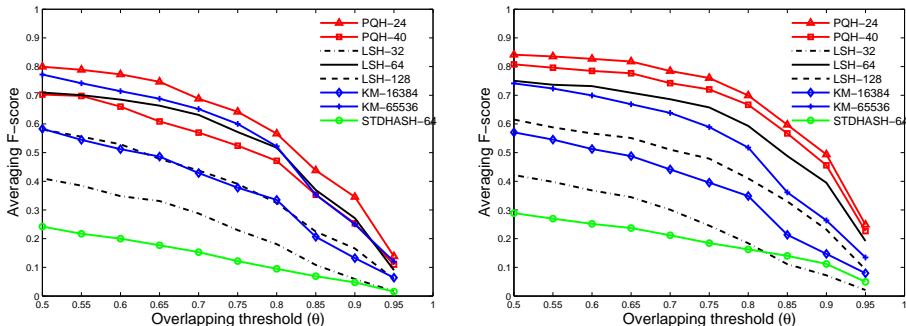 Averaging F-score
1
0.9
0.8
0.7
0.6
0.5
0.4
0.3
0.2
0.1
0
0.5
0.55
0.6
0.65
0.7
0.75
0.8
0.85
0.9
0.95
1
Overlapping threshold (θ)
PQH-24
PQH-40
LSH-32
LSH-64
LSH-128
KM-16384
KM-65536
STDHASH-64
Averaging F-score
1
0.9
0.8
0.7
0.6
0.5
0.4
0.3
0.2
0.1
0
0.5
0.55
0.6
0.65
0.7
0.75
0.8
0.85
0.9
0.95
1
Overlapping threshold (θ)
PQH-24
PQH-40
LSH-32
LSH-64
LSH-128
KM-16384
KM-65536
STDHASH-64